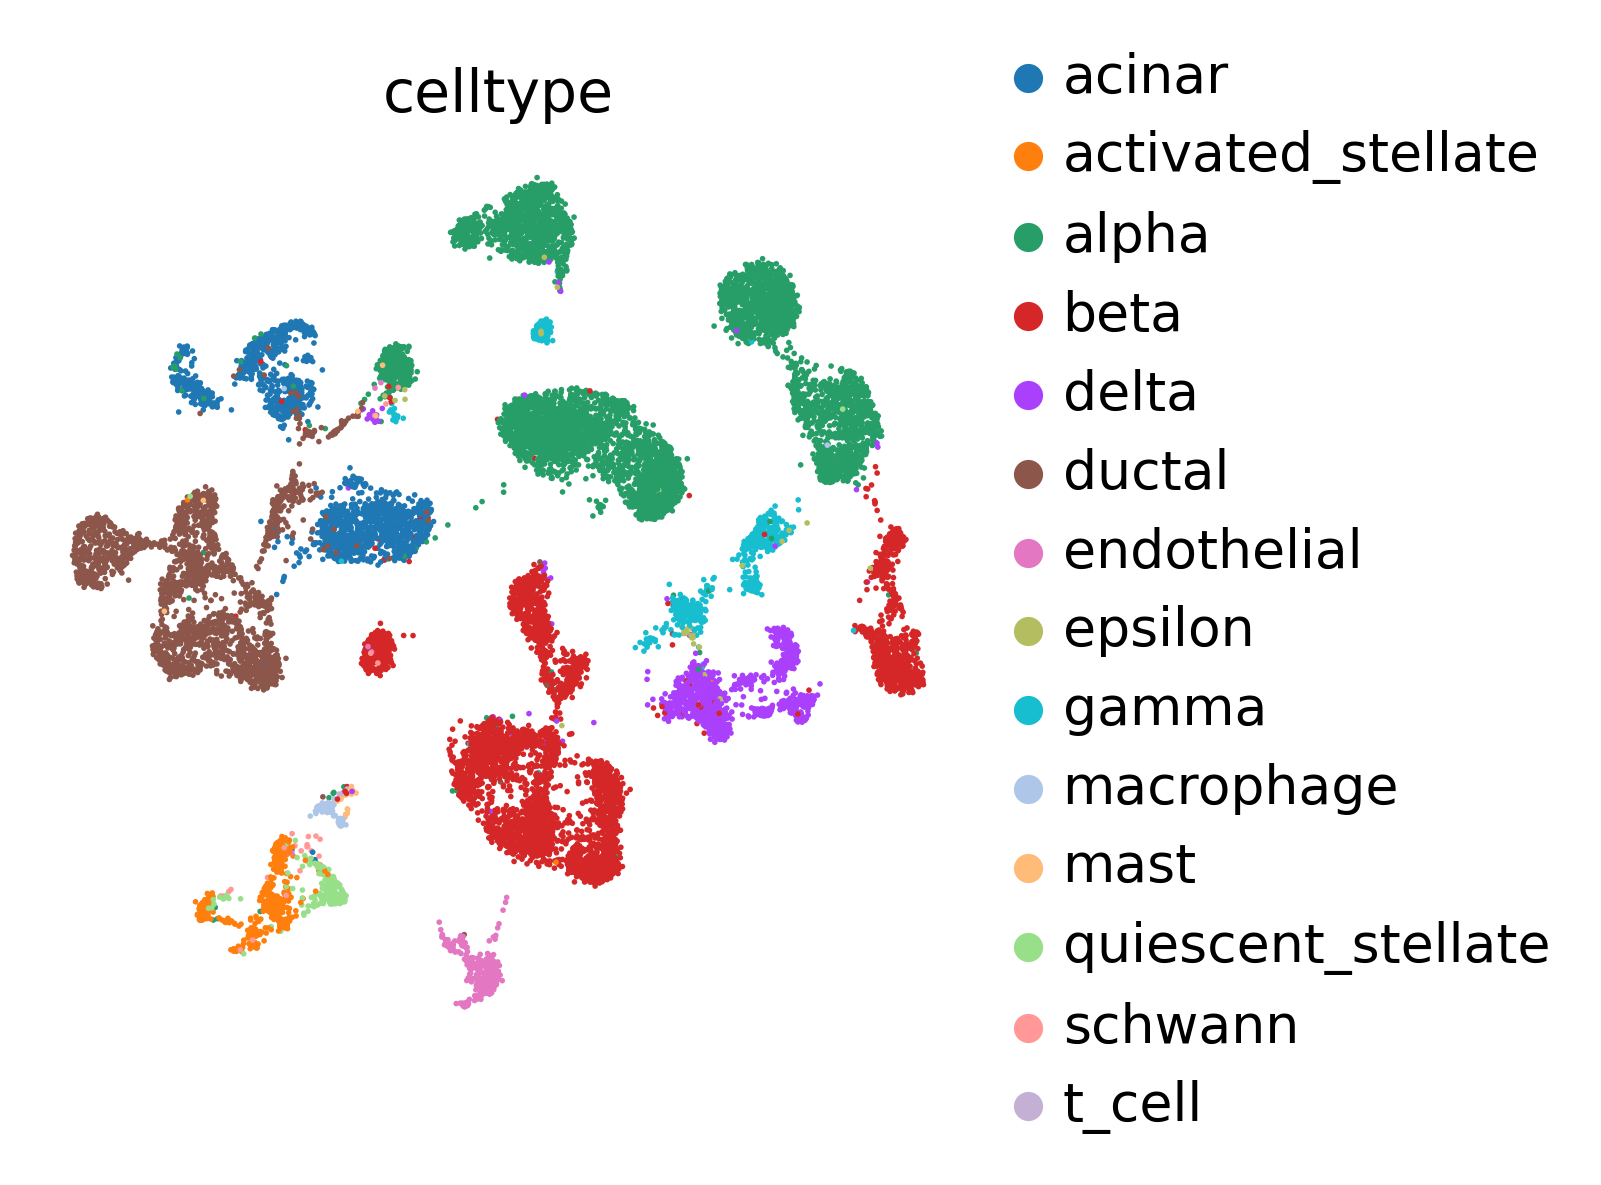 celltype
acinar
activated_stellate
alpha
beta
delta
ductal
endothelial
epsilon
gamma
macrophage
mast
quiescent_stellate
schwann
t_cell